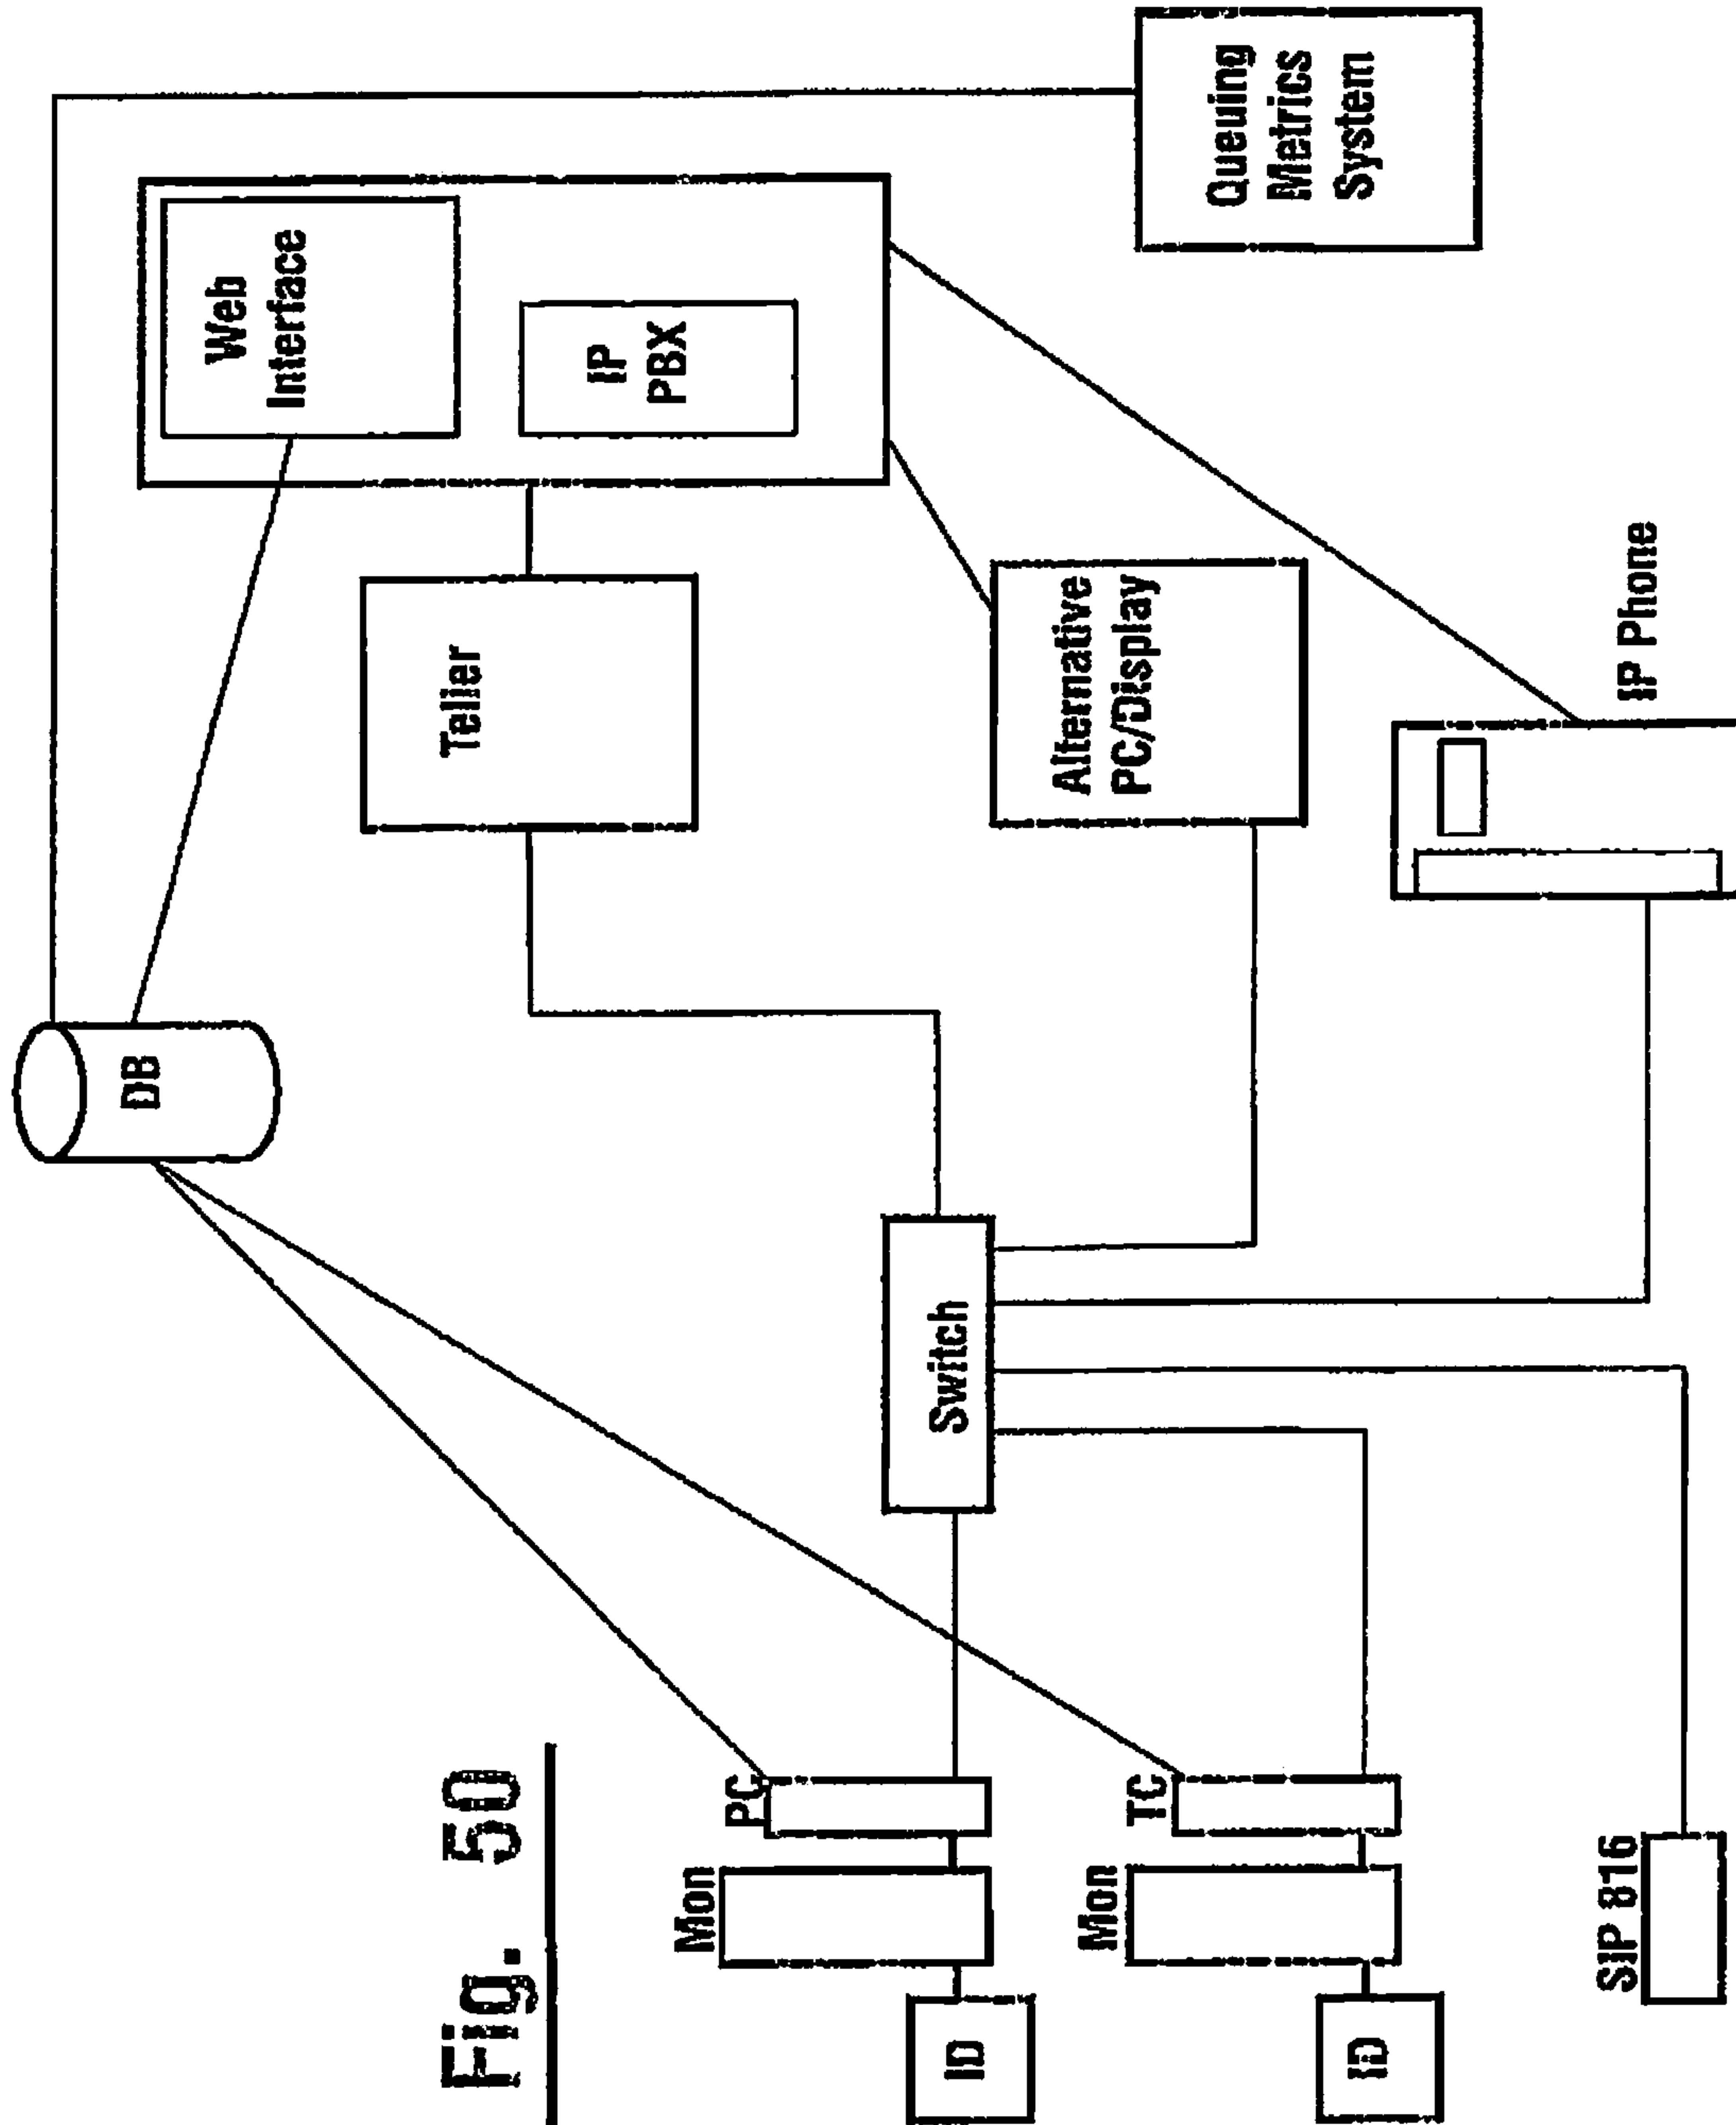 Fig. 50
DB
Web
Interface
IP
PBX
Teller
Queuing
Metrics
System
Alternative
PC/Display
IP Phone
Switch
PC
Mon
ID
TC
Mon
ID
SIP 816